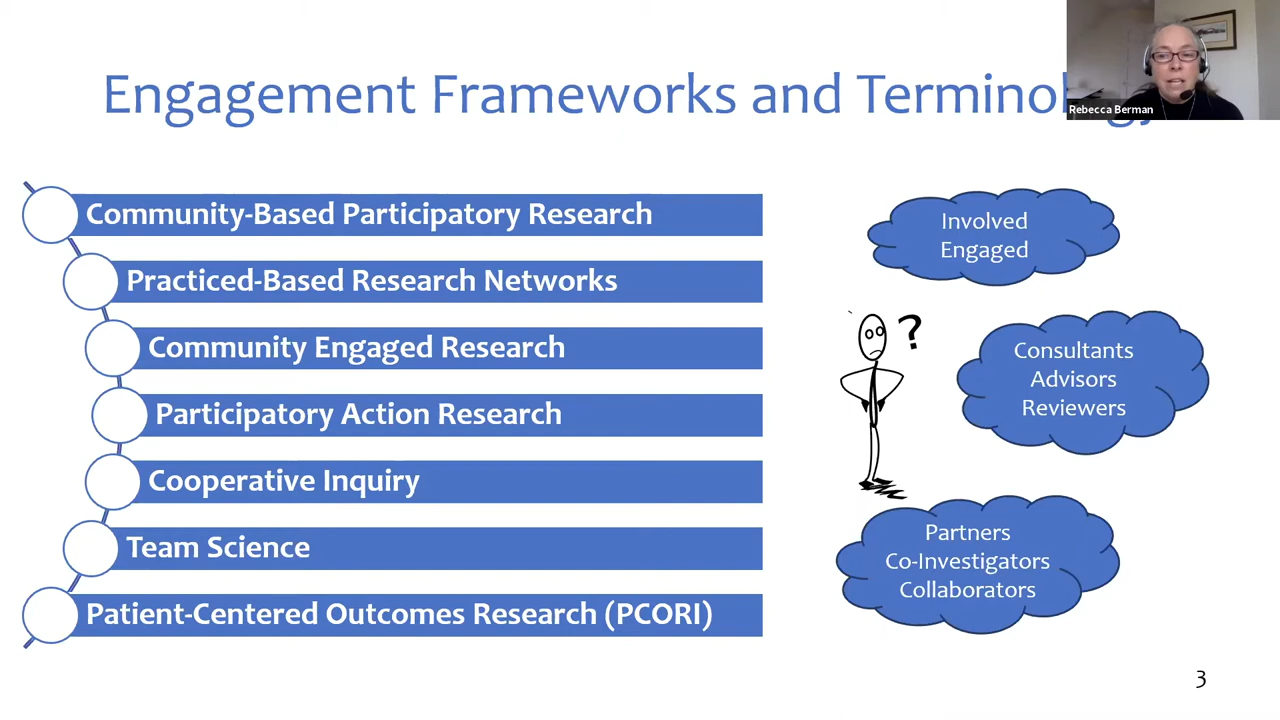 Engagement Frameworks and Terminology
Rebecca Berman
Community-Based Participatory Research
Practiced-Based Research Networks
Community Engaged Research
Participatory Action Research
Cooperative Inquiry
Team Science
Patient-Centered Outcomes Research (PCORI)
Involved
Engaged
?
Consultants
Advisors
Reviewers
Partners
Co-Investigators
Collaborators
3